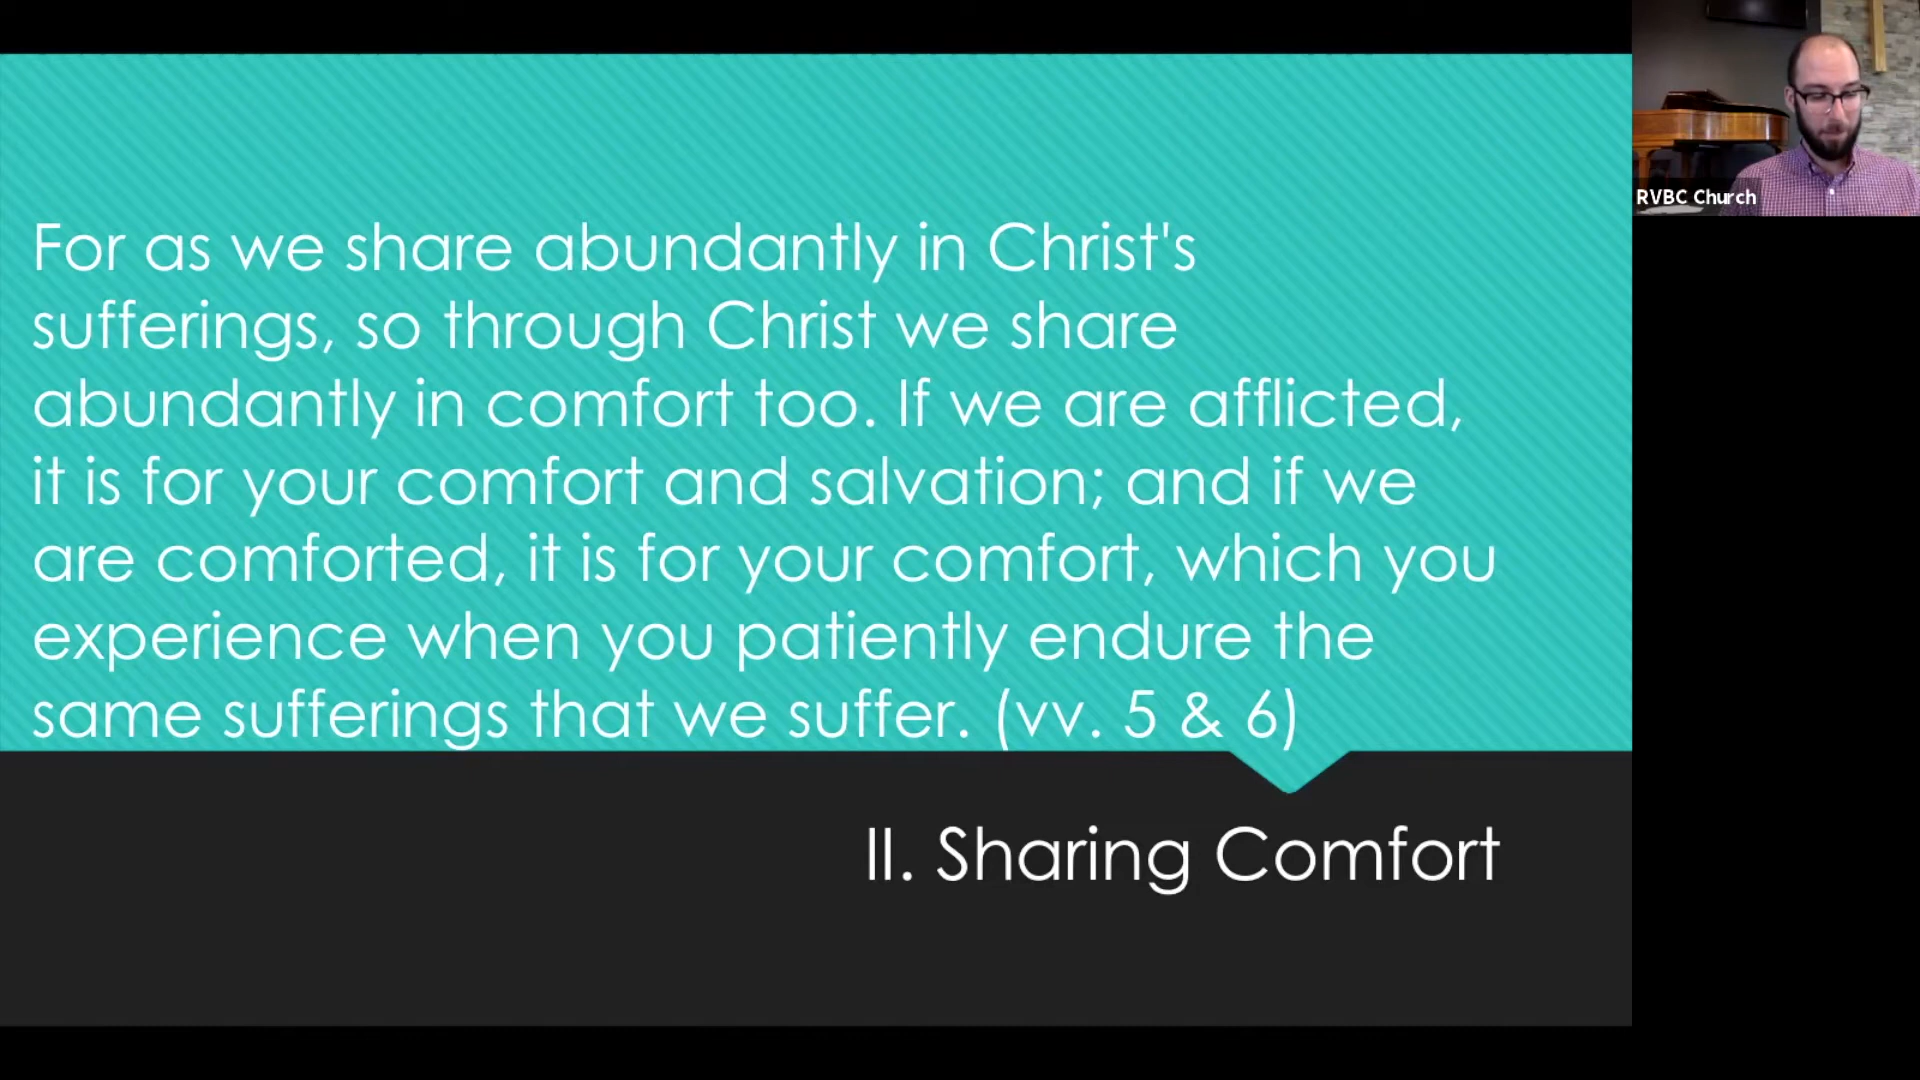 For as we share abundantly in Christ's
sufferings, so through Christ we share
abundantly in comfort too. If we are afflicted,
it is for your comfort and salvation; and if we
are comforted, it is for your comfort, which you
experience when you patiently endure the
same sufferings that we suffer. (vv. 5 & 6)
II. Sharing Comfort
RVBC Church